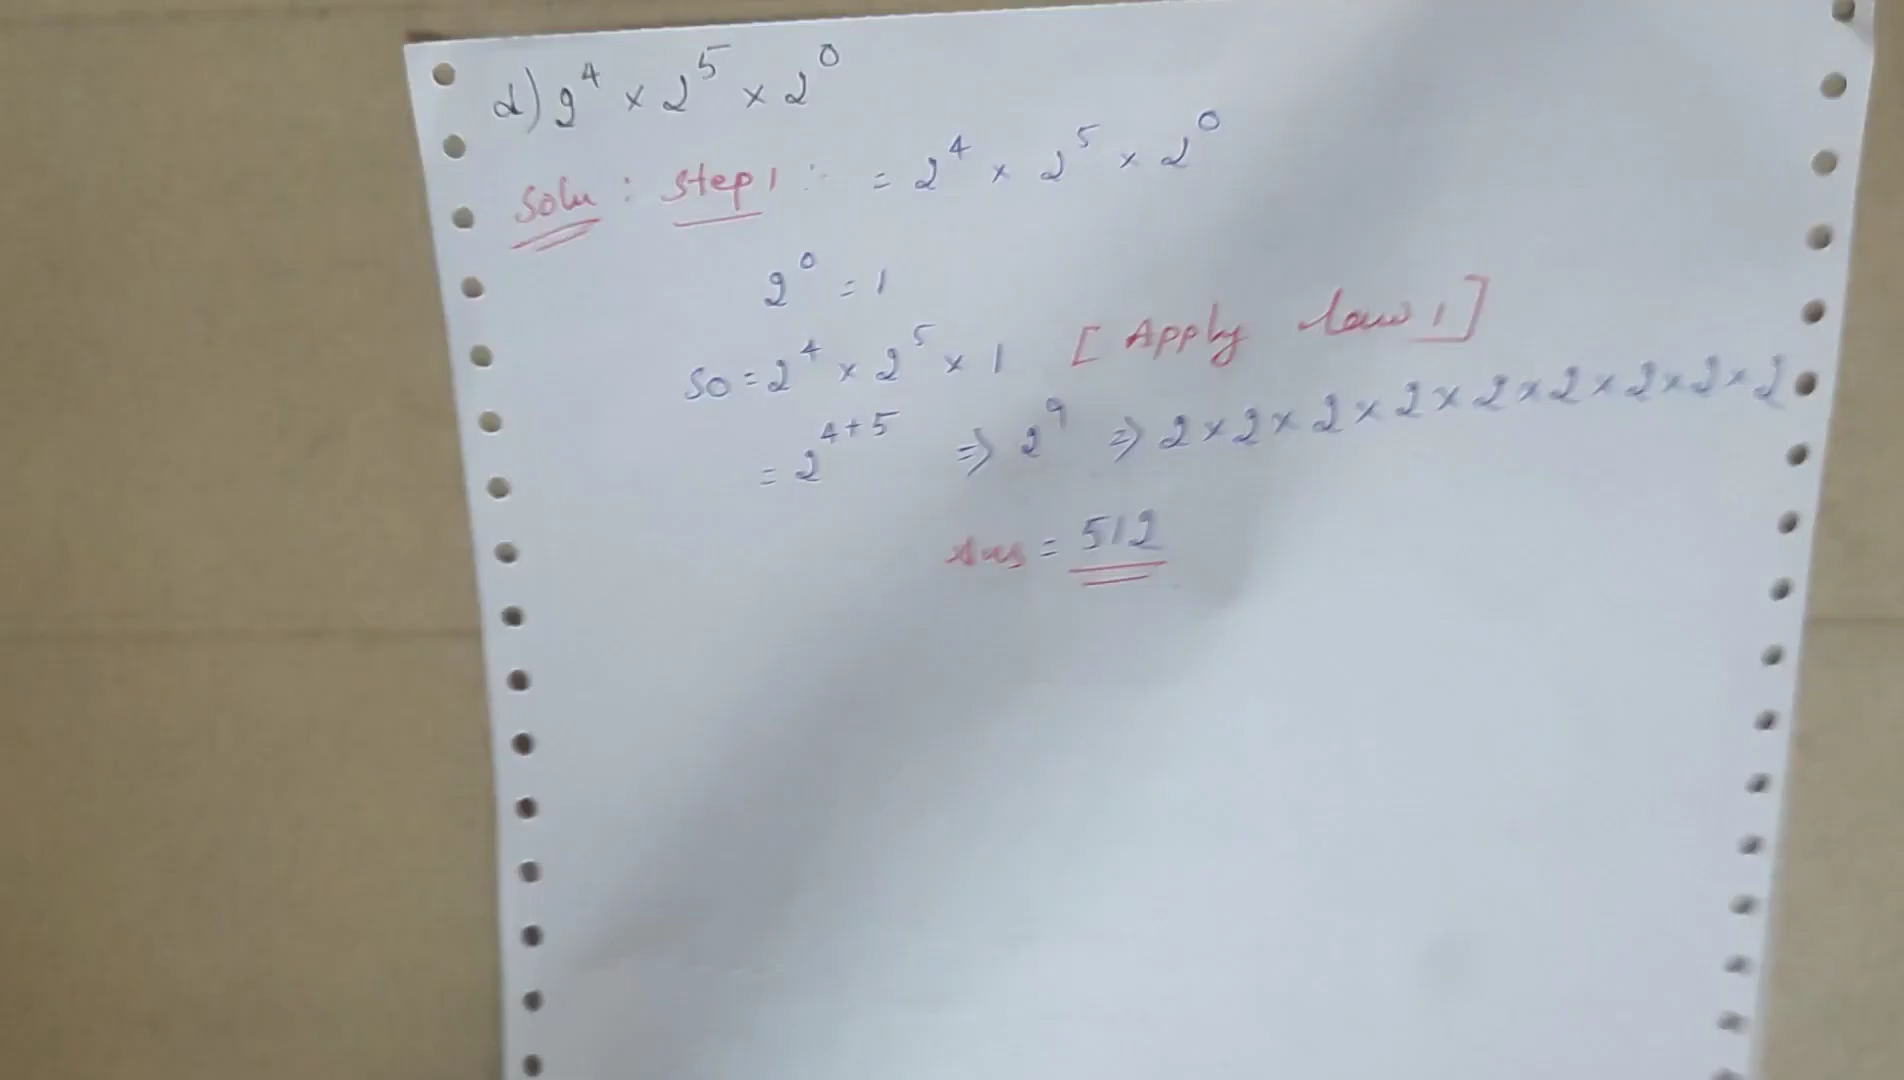 d) 2⁴ × 2⁵ × 2⁰
Solu : Step 1 :- = 2⁴ × 2⁵ × 2⁰
2⁰ = 1
so = 2⁴ × 2⁵ × 1 [Apply law 1]
= 2⁴⁺⁵ ⇒ 2⁹ ⇒ 2 × 2 × 2 × 2 × 2 × 2 × 2 × 2 × 2
Ans = 512